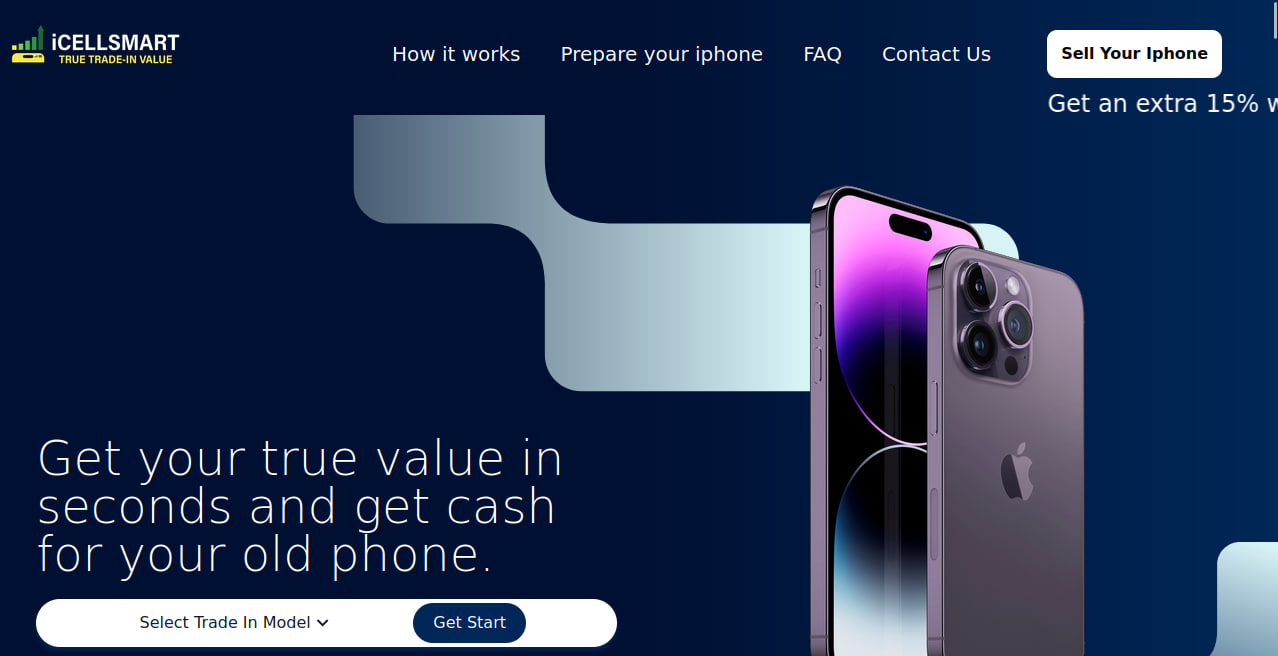 iCELLSMART
TRUE TRADE-IN VALUE
How it works
Prepare your iphone
FAQ
Contact Us
Sell Your Iphone
Get an extra 15%
Get your true value in
seconds and get cash
for your old phone.
Select Trade In Model
Get Start